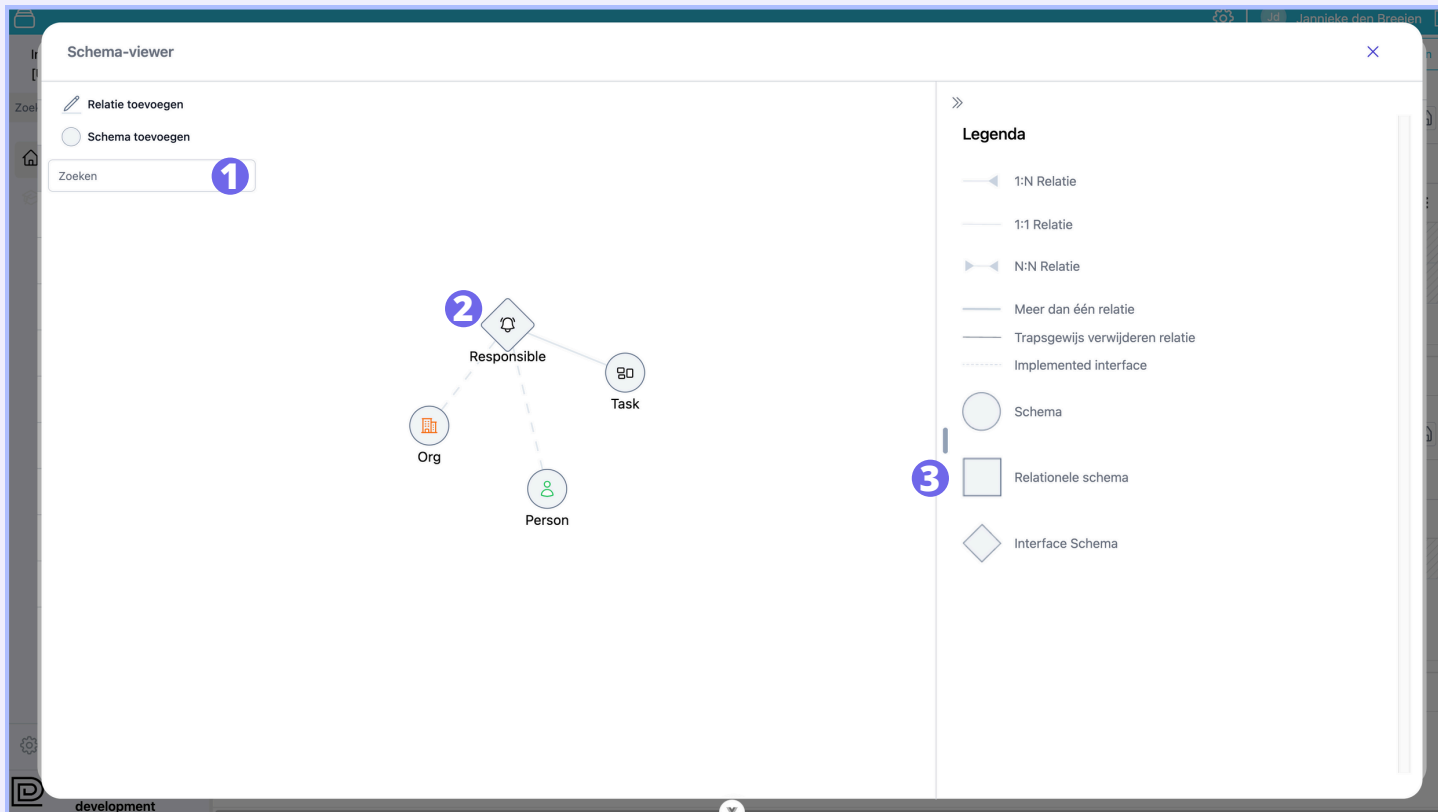 Jd Jannieke den Breejen
Schema-viewer
Zoe
Relatie toevoegen
Schema toevoegen
Zoeken
1
2
Responsible
Task
Org
Person
Legenda
1:N Relatie
1:1 Relatie
N:N Relatie
Meer dan één relatie
Trapsgewijs verwijderen relatie
Implemented interface
Schema
3
Relationele schema
Interface Schema
development